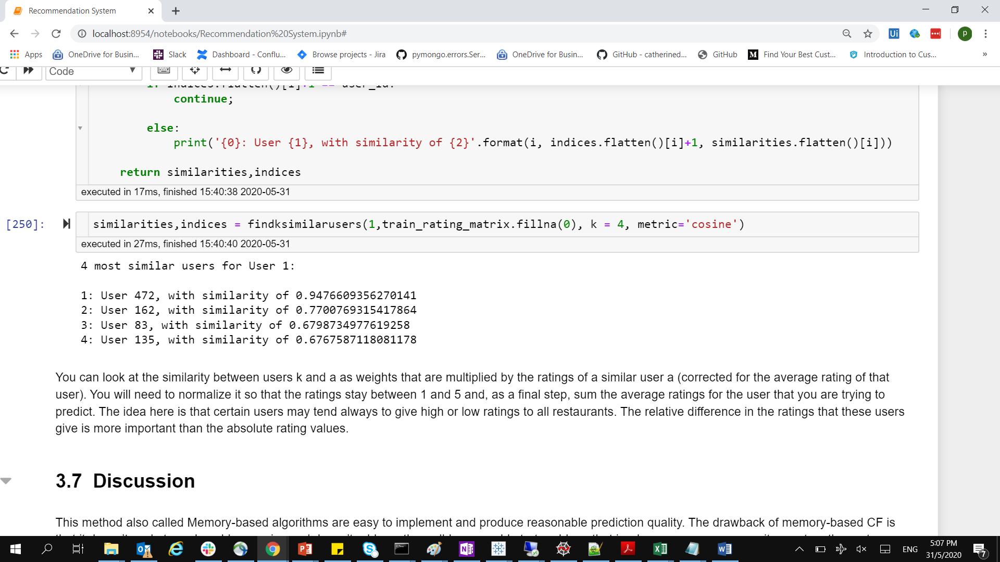 Recommendation System
localhost:8954/notebooks/Recommendation%20System.ipynb#
Ui
P
Apps
OneDrive for Busin...
Slack
Dashboard - Conflu...
Browse projects - Jira
pymongo.errors.Ser...
OneDrive for Busin...
GitHub - catherined...
GitHub
M
Find Your Best Cust...
Introduction to Cus...
»
Code
if indices.flatten()[i]+1 == user_id:
continue;
else:
print('{0}: User {1}, with similarity of {2}'.format(i, indices.flatten()[i]+1, similarities.flatten()[i]))
return similarities,indices
executed in 17ms, finished 15:40:38 2020-05-31
[250]:
similarities,indices = findksimilarusers(1,train_rating_matrix.fillna(0), k = 4, metric='cosine')
executed in 27ms, finished 15:40:40 2020-05-31
4 most similar users for User 1:
1: User 472, with similarity of 0.9476609356270141
2: User 162, with similarity of 0.7700769315417864
3: User 83, with similarity of 0.6798734977619258
4: User 135, with similarity of 0.6767587118081178
You can look at the similarity between users k and a as weights that are multiplied by the ratings of a similar user a (corrected for the average rating of that
user). You will need to normalize it so that the ratings stay between 1 and 5 and, as a final step, sum the average ratings for the user that you are trying to
predict. The idea here is that certain users may tend always to give high or low ratings to all restaurants. The relative difference in the ratings that these users
give is more important than the absolute rating values.
3.7 Discussion
This method also called Memory-based algorithms are easy to implement and produce reasonable prediction quality. The drawback of memory-based CF is
ENG
5:07 PM
31/5/2020
7